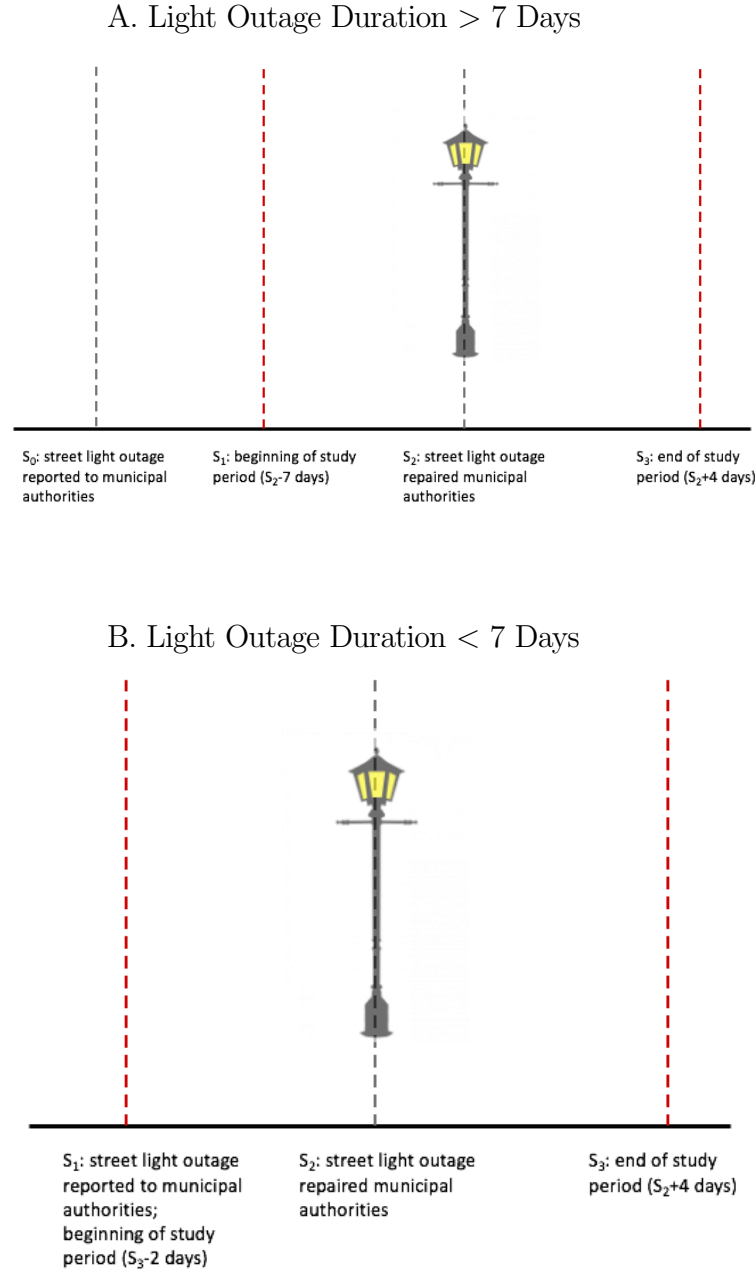 A. Light Outage Duration > 7 Days
S₀: street light outage
reported to municipal
authorities
S₁: beginning of study
period (S₂-7 days)
S₂: street light outage
repaired municipal
authorities
S₃: end of study
period (S₂+4 days)
B. Light Outage Duration < 7 Days
S₁: street light outage
reported to municipal
authorities;
beginning of study
period (S₃-2 days)
S₂: street light outage
repaired municipal
authorities
S₃: end of study
period (S₂+4 days)